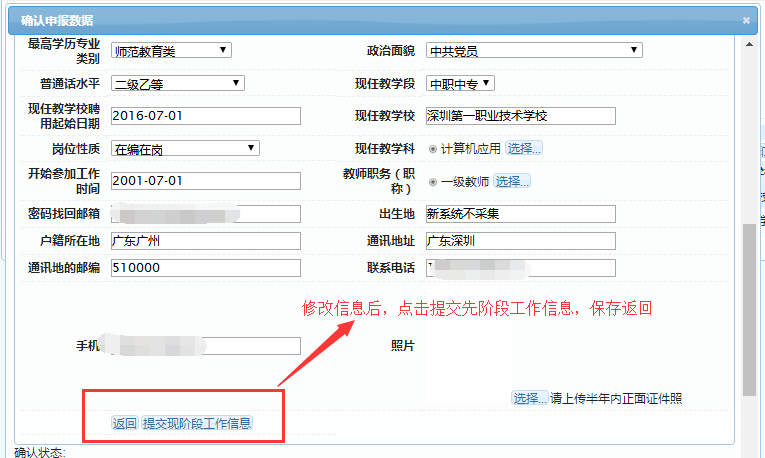 确认申报数据
最高学历专业类别 师范教育类 政治面貌 中共党员
普通话水平 二级乙等 现任教学段 中职中专
现任教学校聘用起始日期 2016-07-01 现任教学校 深圳第一职业技术学校
岗位性质 在编在岗 现任教学科 计算机应用 选择...
开始参加工作时间 2001-07-01 教师职务（职称） 一级教师 选择...
密码找回邮箱 出生地 新系统不采集
户籍所在地 广东广州 通讯地址 广东深圳
通讯地的邮编 510000 联系电话
修改信息后，点击提交先阶段工作信息，保存返回
手机 照片
选择...请上传半年内正面证件照
返回 提交现阶段工作信息
确认状态: